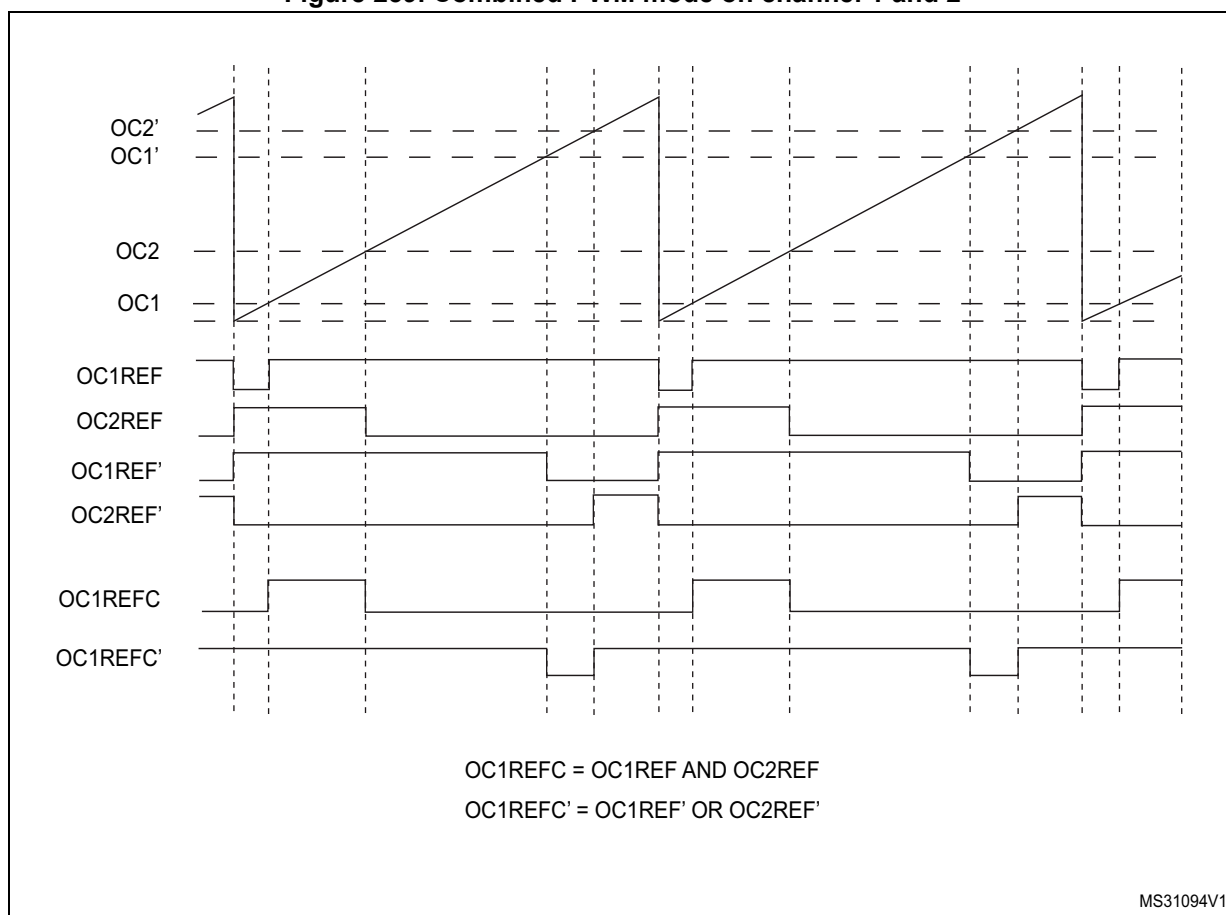 OC2'
OC1'
OC2
OC1
OC1REF
OC2REF
OC1REF'
OC2REF'
OC1REFC
OC1REFC'
OC1REFC = OC1REF AND OC2REF
OC1REFC' = OC1REF' OR OC2REF'
MS31094V1